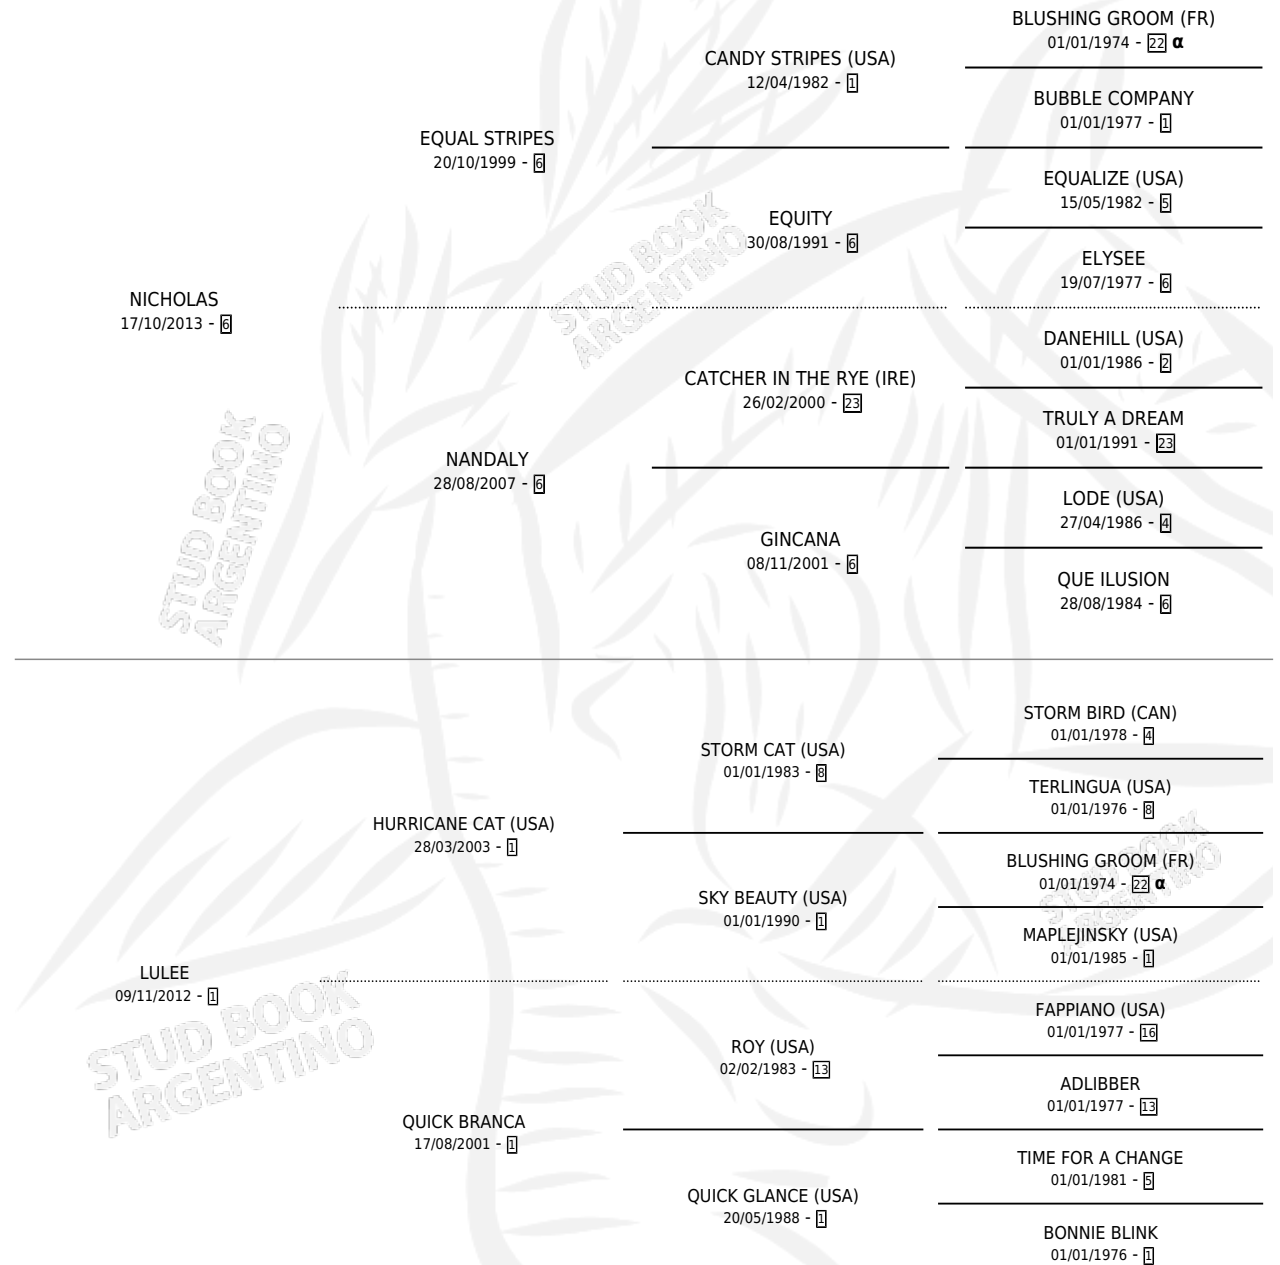 BLUSHING GROOM (FR)
01/01/1974 - 22 α
CANDY STRIPES (USA)
12/04/1982 - 1
BUBBLE COMPANY
01/01/1977 - 1
EQUAL STRIPES
20/10/1999 - 6
EQUALIZE (USA)
15/05/1982 - 5
EQUITY
30/08/1991 - 6
ELYSEE
19/07/1977 - 6
NICHOLAS
17/10/2013 - 6
DANEHILL (USA)
01/01/1986 - 2
CATCHER IN THE RYE (IRE)
26/02/2000 - 23
TRULY A DREAM
01/01/1991 - 23
NANDALY
28/08/2007 - 6
LODE (USA)
27/04/1986 - 4
GINCANA
08/11/2001 - 6
QUE ILUSION
28/08/1984 - 6
STORM BIRD (CAN)
01/01/1978 - 4
STORM CAT (USA)
01/01/1983 - 8
TERLINGUA (USA)
01/01/1976 - 8
HURRICANE CAT (USA)
28/03/2003 - 1
BLUSHING GROOM (FR)
01/01/1974 - 22 α
SKY BEAUTY (USA)
01/01/1990 - 1
MAPLEJINSKY (USA)
01/01/1985 - 1
LULEE
09/11/2012 - 1
FAPPIANO (USA)
01/01/1977 - 16
ROY (USA)
02/02/1983 - 13
ADLIBBER
01/01/1977 - 13
QUICK BRANCA
17/08/2001 - 1
TIME FOR A CHANGE
01/01/1981 - 5
QUICK GLANCE (USA)
20/05/1988 - 1
BONNIE BLINK
01/01/1976 - 1
STUD BOOK
ARGENTINO
STUD BOOK
ARGENTINO
STUD BOOK
ARGENTINO
STUD BOOK
ARGENTINO